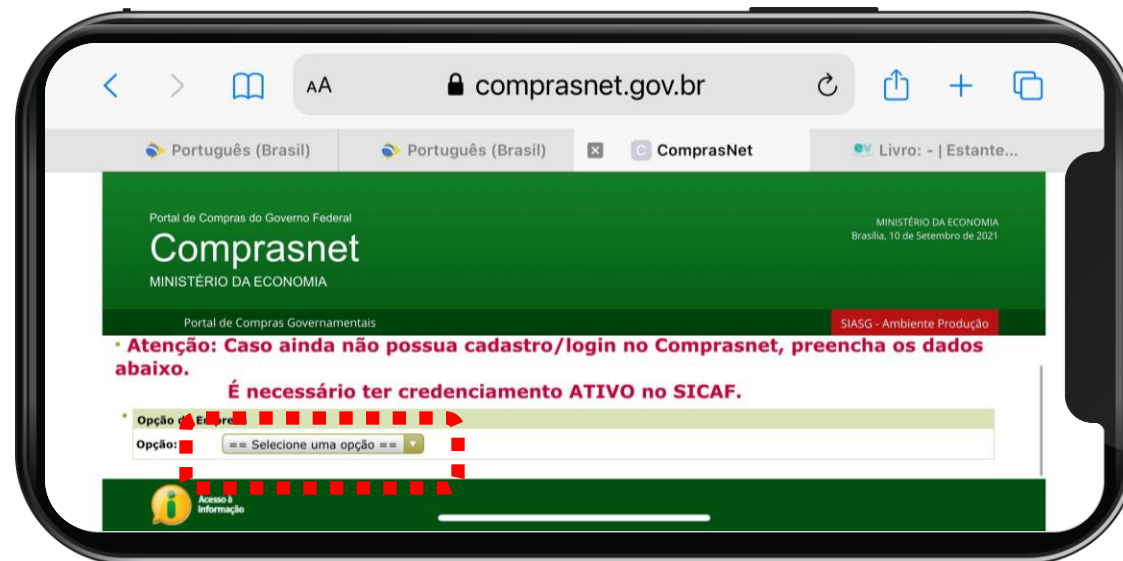 AA
comprasnet.gov.br
Português (Brasil)
Português (Brasil)
C ComprasNet
ev Livro: - | Estante...
Portal de Compras do Governo Federal
Comprasnet
MINISTÉRIO DA ECONOMIA
MINISTÉRIO DA ECONOMIA
Brasília, 10 de Setembro de 2021
Portal de Compras Governamentais
SIASG - Ambiente Produção
Atenção: Caso ainda não possua cadastro/login no Comprasnet, preencha os dados
abaixo.
É necessário ter credenciamento ATIVO no SICAF.
Opção
Opção:
== Selecione uma opção ==
Acesso à
Informação